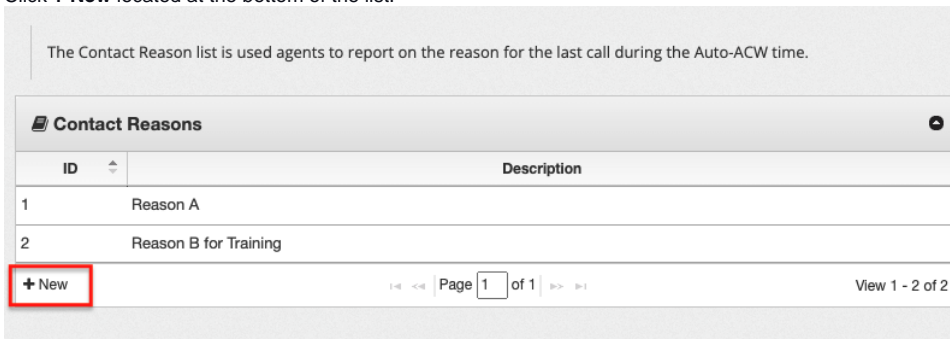 Click + New located at the bottom of the list.
The Contact Reason list is used agents to report on the reason for the last call during the Auto-ACW time.
Contact Reasons
ID Description
1 Reason A
2 Reason B for Training
+ New Page 1 of 1 View 1 - 2 of 2